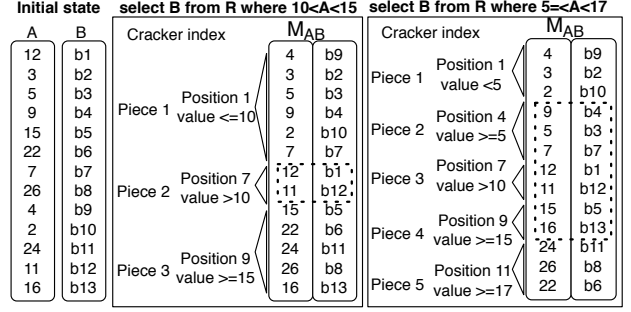 Initial state
A B
12 b1
3 b2
5 b3
9 b4
15 b5
22 b6
7 b7
26 b8
4 b9
2 b10
24 b11
11 b12
16 b13
select B from R where 10<A<15
Cracker index
MAB
Piece 1
Position 1
value <=10
4 b9
3 b2
5 b3
9 b4
2 b10
7 b7
Piece 2
Position 7
value >10
12 b1
11 b12
Piece 3
Position 9
value >=15
15 b5
22 b6
24 b11
26 b8
16 b13
select B from R where 5=<A<17
Cracker index
MAB
Piece 1
Position 1
value <5
4 b9
3 b2
2 b10
Piece 2
Position 4
value >=5
9 b4
5 b3
7 b7
Piece 3
Position 7
value >10
12 b1
11 b12
Piece 4
Position 9
value >=15
15 b5
16 b13
Piece 5
Position 11
value >=17
24 b11
26 b8
22 b6